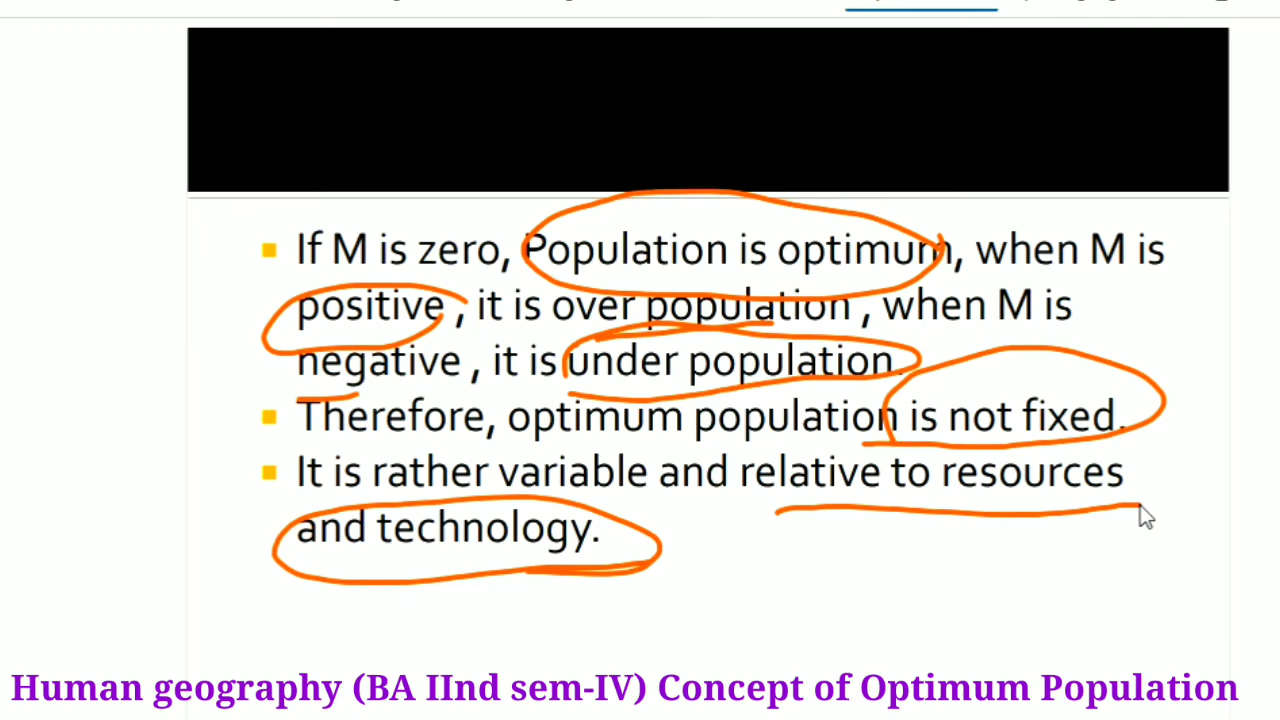 If M is zero, Population is optimum, when M is
positive , it is over population , when M is
negative , it is under population.
Therefore, optimum population is not fixed.
It is rather variable and relative to resources
and technology.
Human geography (BA IInd sem-IV) Concept of Optimum Population